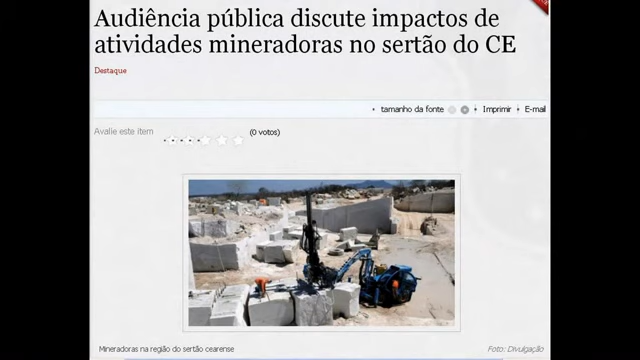 Audiência pública discute impactos de
atividades mineradoras no sertão do CE
Destaque
tamanho da fonte Imprimir E-mail
Avalie este item (0 votos)
Mineradoras na região do sertão cearense Foto: Divulgação